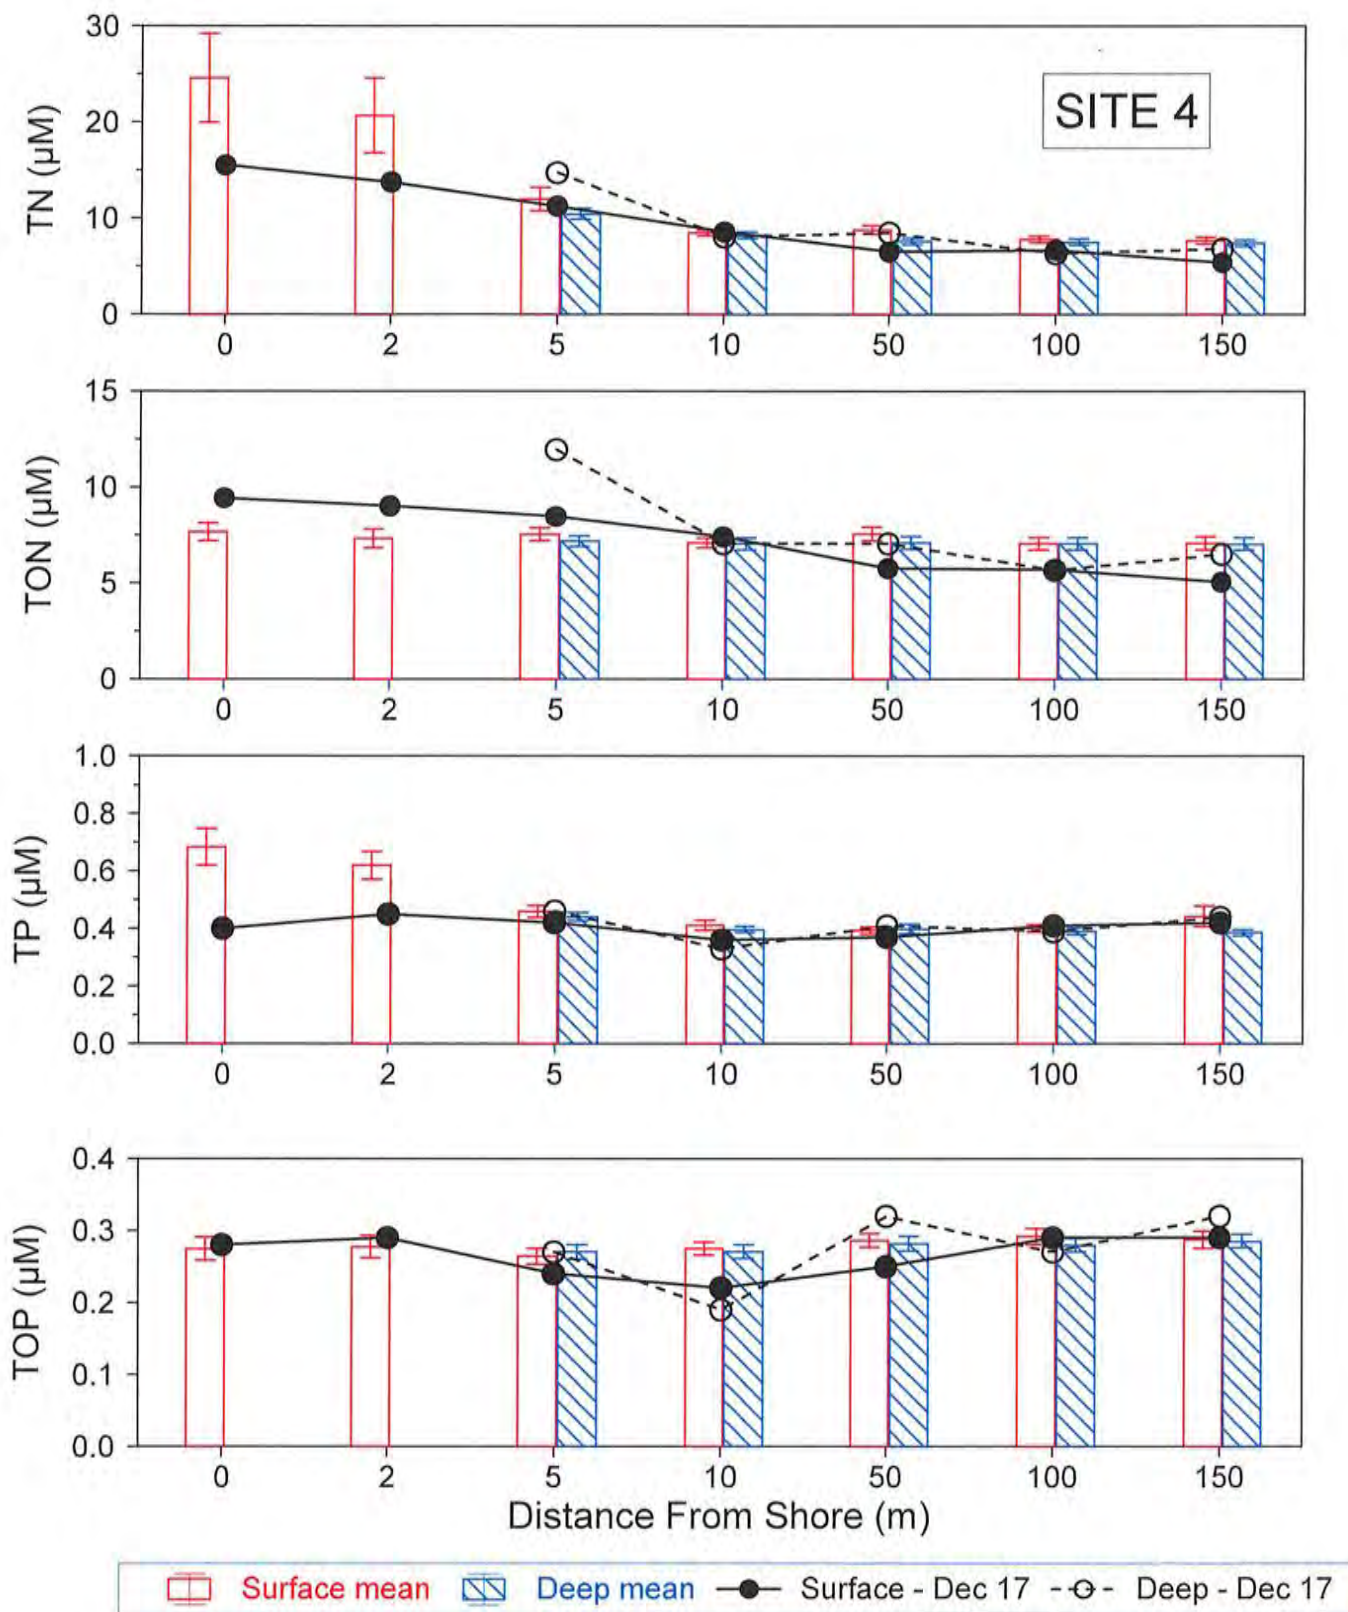 SITE 4
TN (µM)
30
20
10
0
0 2 5 10 50 100 150
TON (µM)
15
10
5
0
0 2 5 10 50 100 150
TP (µM)
1.0
0.8
0.6
0.4
0.2
0.0
0 2 5 10 50 100 150
TOP (µM)
0.4
0.3
0.2
0.1
0.0
0 2 5 10 50 100 150
Distance From Shore (m)
Surface mean Deep mean Surface - Dec 17 Deep - Dec 17